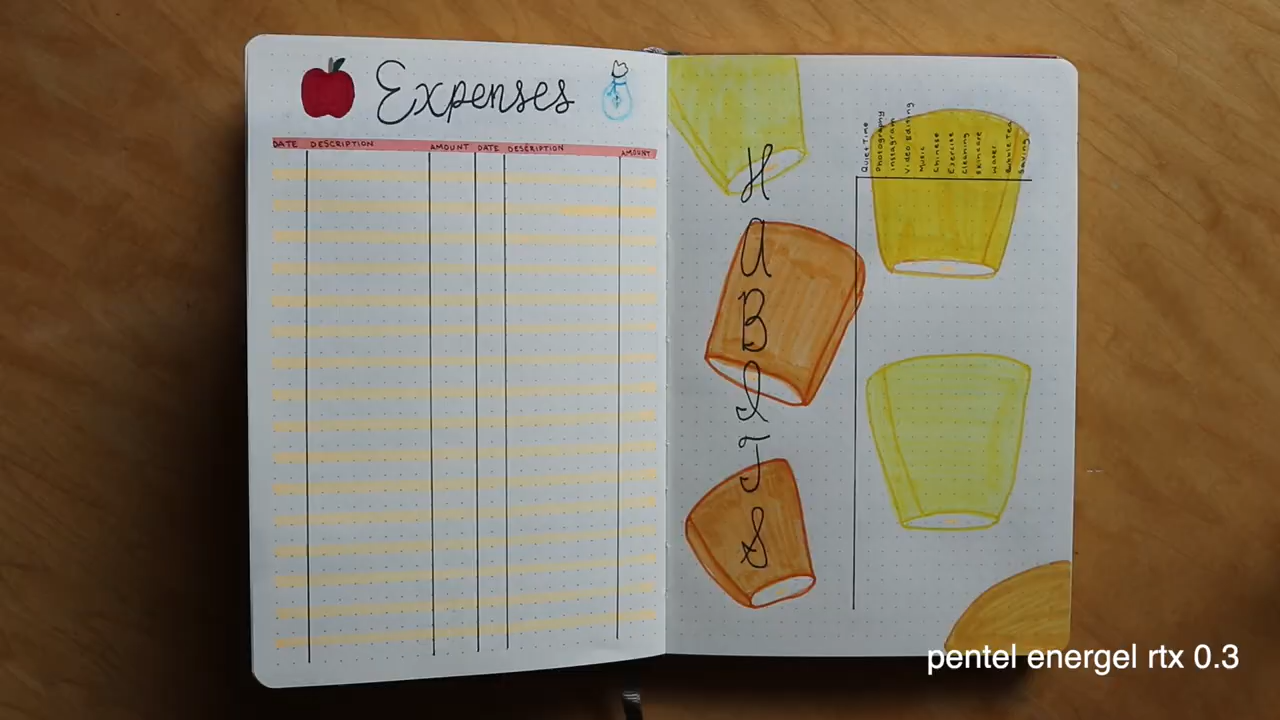 Expenses
DATE DESCRIPTION AMOUNT DATE DESCRIPTION AMOUNT
HABITS
Quiet Time
Photography
Instagram
Video Editing
Music
Chinese
Exercise
Cleaning
Skincare
Water
Bubble Tea
Saving
pentel energel rtx 0.3